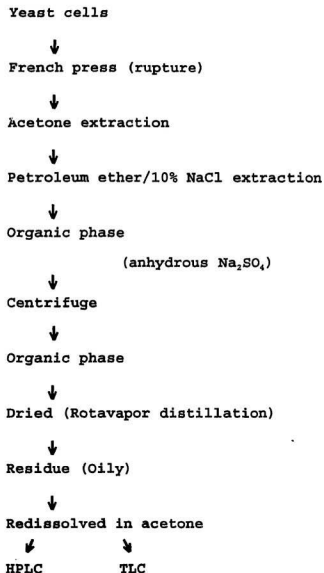 Yeast cells
↓
French press (rupture)
↓
Acetone extraction
↓
Petroleum ether/10% NaCl extraction
↓
Organic phase
(anhydrous Na₂SO₄)
↓
Centrifuge
↓
Organic phase
↓
Dried (Rotavapor distillation)
↓
Residue (Oily)
↓
Redissolved in acetone
↙ ↘
HPLC TLC